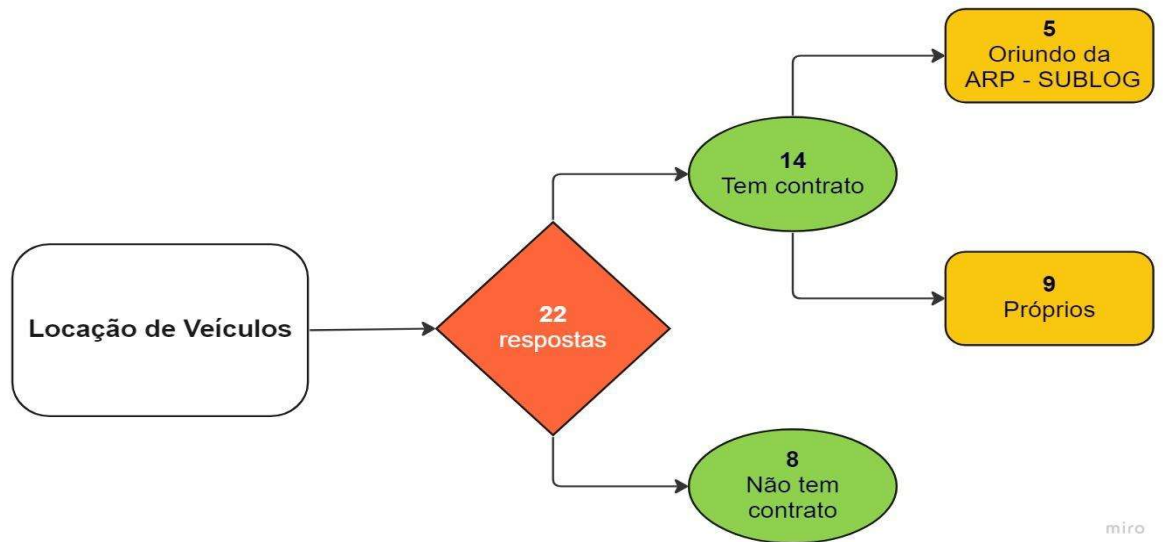 Locação de Veículos
22
respostas
14
Tem contrato
5
Oriundo da
ARP - SUBLOG
9
Próprios
8
Não tem
contrato
miro